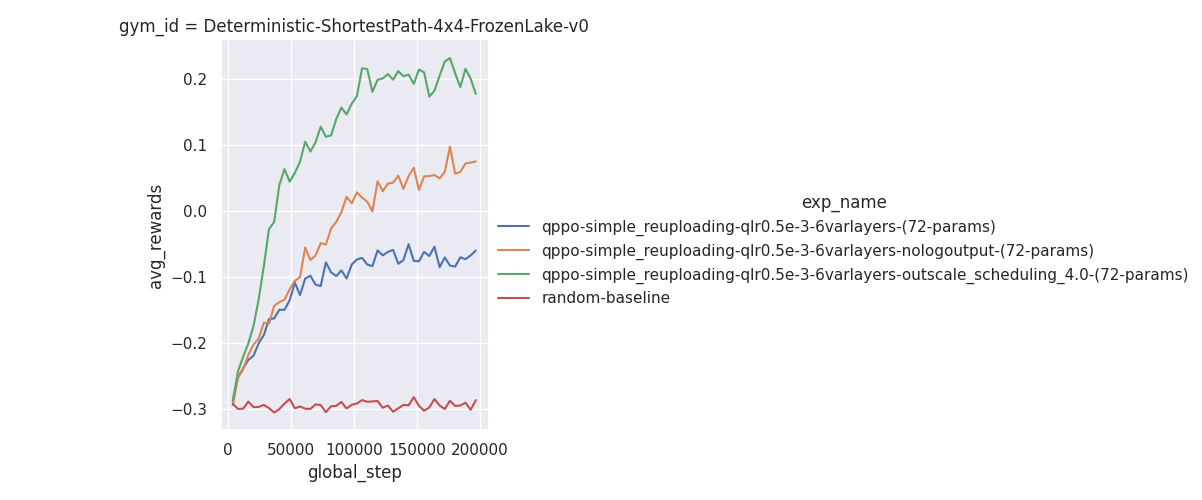 gym_id = Deterministic-ShortestPath-4x4-FrozenLake-v0
avg_rewards
0.2
0.1
0.0
−0.1
−0.2
−0.3
0 50000 100000 150000 200000
global_step
exp_name
qppo-simple_reuploading-qlr0.5e-3-6varlayers-(72-params)
qppo-simple_reuploading-qlr0.5e-3-6varlayers-nologoutput-(72-params)
qppo-simple_reuploading-qlr0.5e-3-6varlayers-outscale_scheduling_4.0-(72-params)
random-baseline